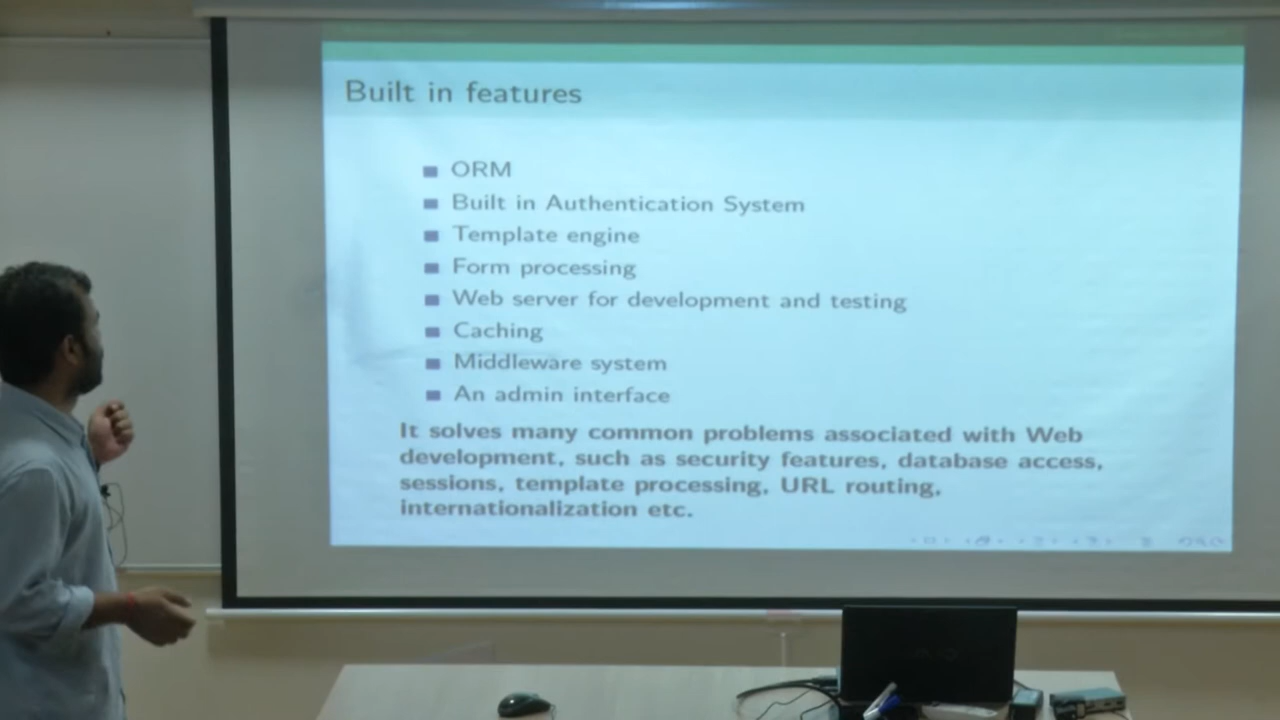 Built in features
ORM
Built in Authentication System
Template engine
Form processing
Web server for development and testing
Caching
Middleware system
An admin interface
It solves many common problems associated with Web
development, such as security features, database access,
sessions, template processing, URL routing,
internationalization etc.